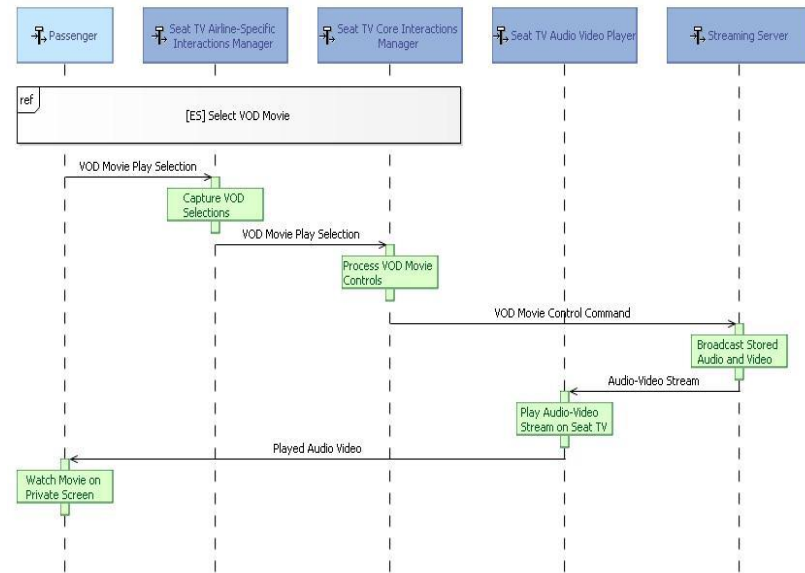 Passenger
Seat TV Airline-Specific
Interactions Manager
Seat TV Core Interactions
Manager
Seat TV Audio Video Player
Streaming Server
ref
[ES] Select VOD Movie
VOD Movie Play Selection
Capture VOD
Selections
VOD Movie Play Selection
Process VOD Movie
Controls
VOD Movie Control Command
Broadcast Stored
Audio and Video
Audio-Video Stream
Play Audio-Video
Stream on Seat TV
Played Audio Video
Watch Movie on
Private Screen